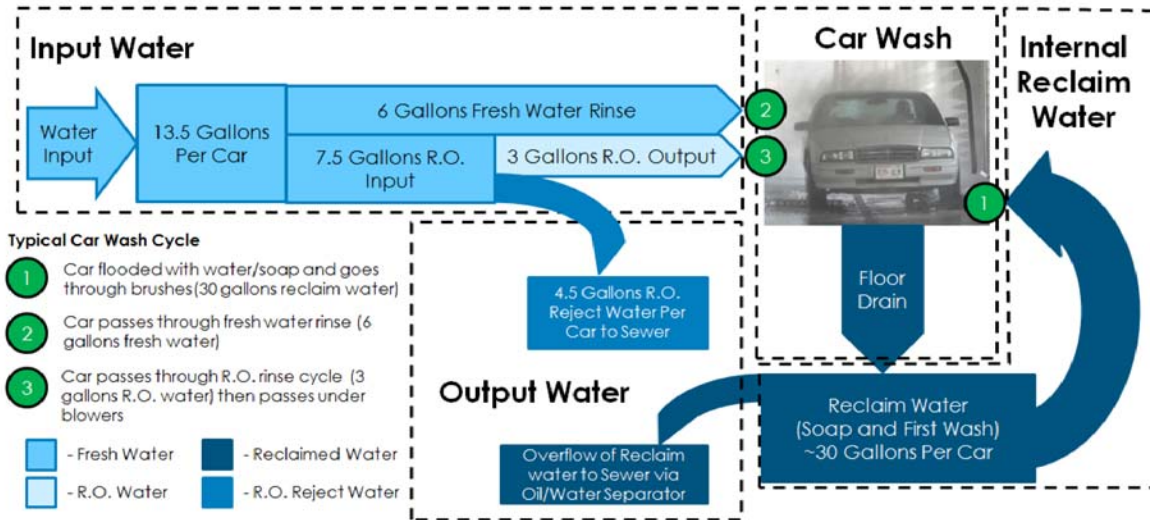 Input Water
Water
Input
13.5 Gallons
Per Car
6 Gallons Fresh Water Rinse
7.5 Gallons R.O.
Input
3 Gallons R.O. Output
2
3
Car Wash
1
Internal
Reclaim
Water
Typical Car Wash Cycle
1
Car flooded with water/soap and goes
through brushes(30 gallons reclaim water)
2
Car passes through fresh water rinse (6
gallons fresh water)
3
Car passes through R.O. rinse cycle (3
gallons R.O. water) then passes under
blowers
- Fresh Water
- Reclaimed Water
- R.O. Water
- R.O. Reject Water
4.5 Gallons R.O.
Reject Water Per
Car to Sewer
Output Water
Overflow of Reclaim
water to Sewer via
Oil/Water Separator
Floor
Drain
Reclaim Water
(Soap and First Wash)
~30 Gallons Per Car